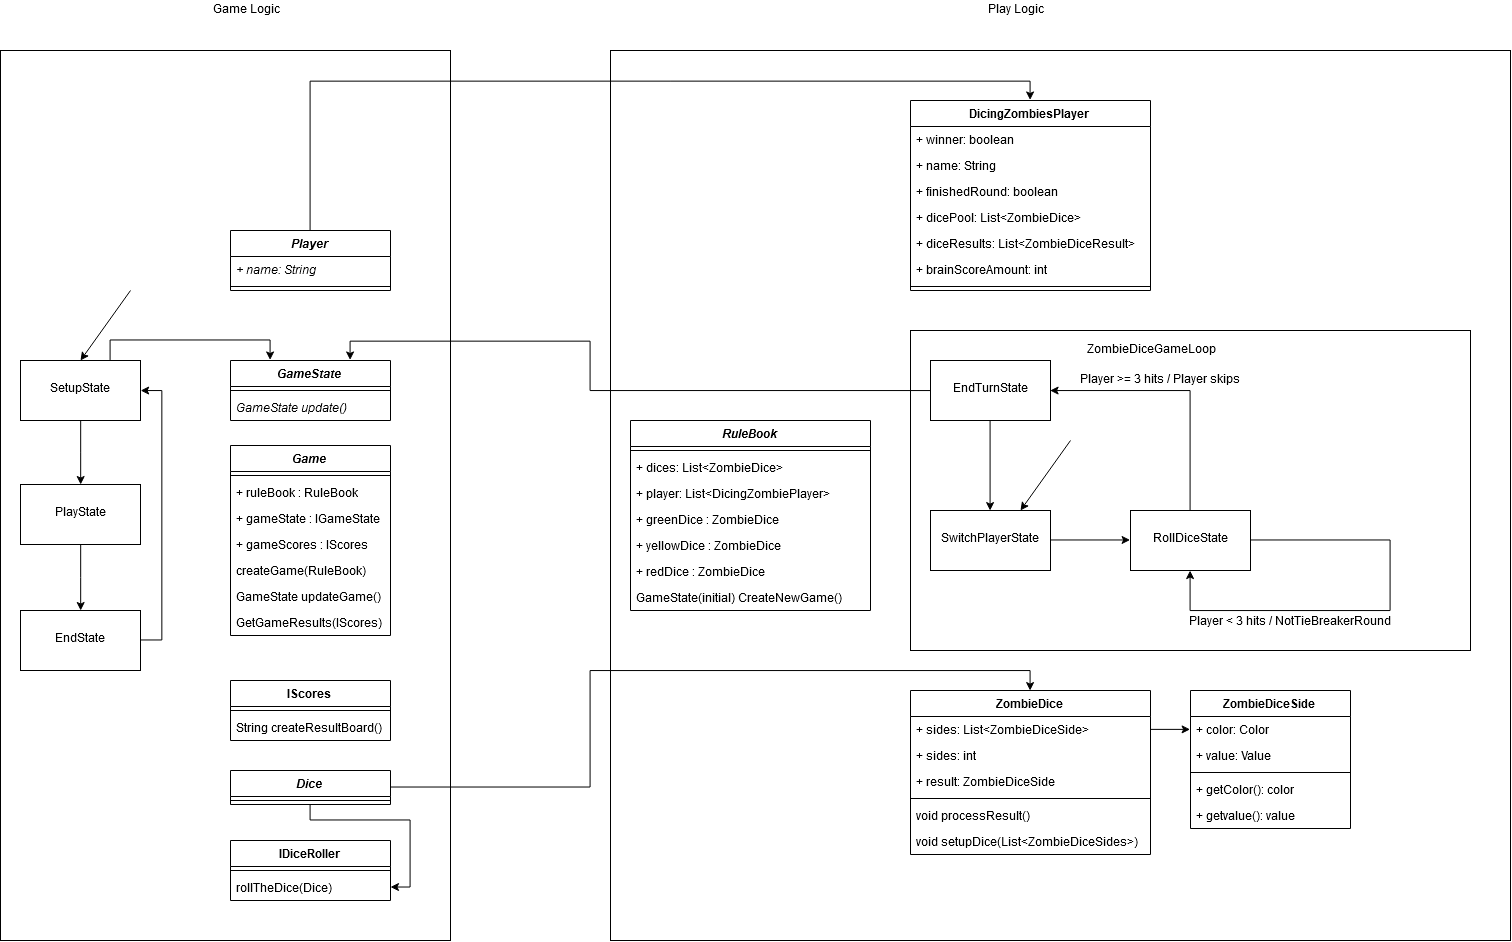 Game Logic
Play Logic
DicingZombiesPlayer
+ winner: boolean
+ name: String
+ finishedRound: boolean
+ dicePool: List<ZombieDice>
+ diceResults: List<ZombieDiceResult>
+ brainScoreAmount: int
Player
+ name: String
SetupState
PlayState
EndState
GameState
GameState update()
Game
+ ruleBook : RuleBook
+ gameState : IGameState
+ gameScores : IScores
createGame(RuleBook)
GameState updateGame()
GetGameResults(IScores)
IScores
String createResultBoard()
Dice
IDiceRoller
rollTheDice(Dice)
RuleBook
+ dices: List<ZombieDice>
+ player: List<DicingZombiePlayer>
+ greenDice : ZombieDice
+ yellowDice : ZombieDice
+ redDice : ZombieDice
GameState(initial) CreateNewGame()
ZombieDiceGameLoop
Player >= 3 hits / Player skips
EndTurnState
SwitchPlayerState
RollDiceState
Player < 3 hits / NotTieBreakerRound
ZombieDice
+ sides: List<ZombieDiceSide>
+ sides: int
+ result: ZombieDiceSide
void processResult()
void setupDice(List<ZombieDiceSides>)
ZombieDiceSide
+ color: Color
+ value: Value
+ getColor(): color
+ getvalue(): value